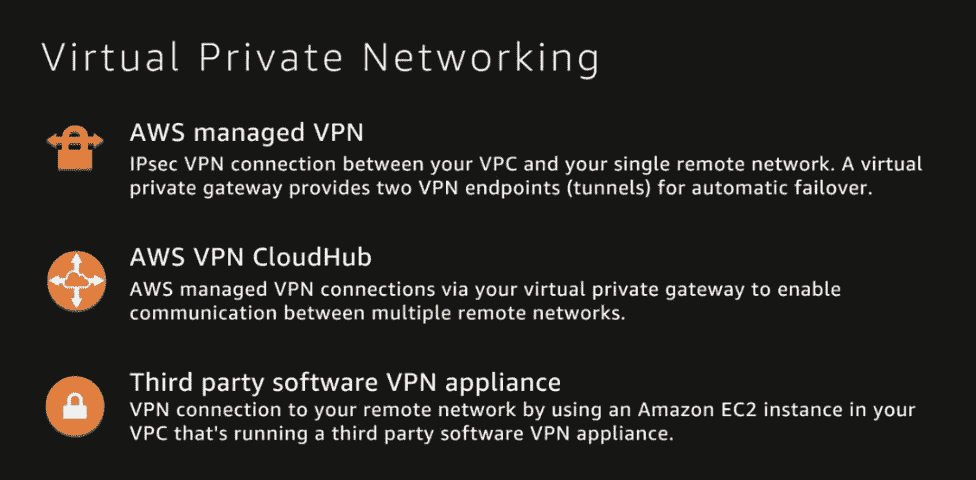 Virtual Private Networking
AWS managed VPN
IPsec VPN connection between your VPC and your single remote network. A virtual
private gateway provides two VPN endpoints (tunnels) for automatic failover.
AWS VPN CloudHub
AWS managed VPN connections via your virtual private gateway to enable
communication between multiple remote networks.
Third party software VPN appliance
VPN connection to your remote network by using an Amazon EC2 instance in your
VPC that's running a third party software VPN appliance.